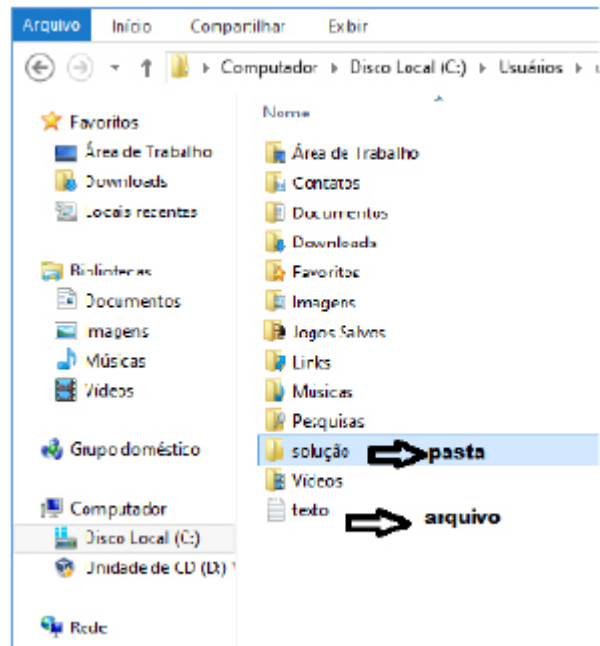 Arquivo Início Compartilhar Exibir
Computador Disco Local (C:) Usuários
Nome
Favoritos
Área de Trabalho
Downloads
Locais recentes
Bibliotecas
Documentos
Imagens
Músicas
Vídeos
Grupo doméstico
Computador
Disco Local (C:)
Unidade de CD (D:)
Rede
Área de Trabalho
Contatos
Documentos
Downloads
Favoritos
Imagens
Jogos Salvos
Links
Músicas
Pesquisas
solução pasta
Vídeos
texto arquivo